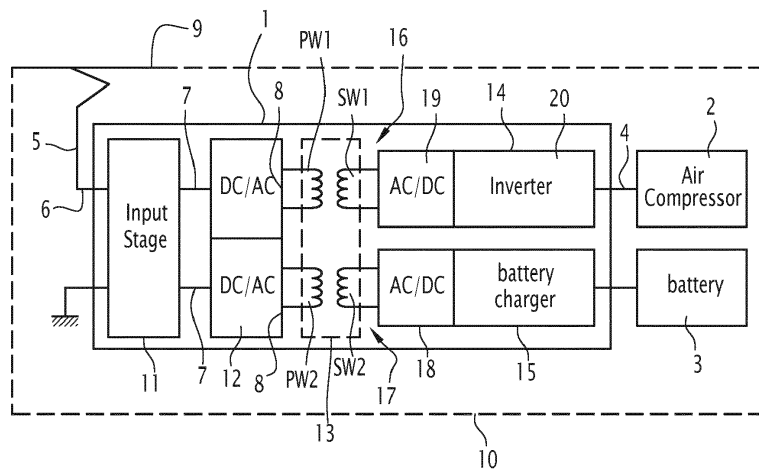 9
1
PW1
16
SW1
7
8
19
14
20
2
5
4
6
DC/AC
AC/DC
Inverter
Air
Compressor
Input
Stage
DC/AC
AC/DC
battery
charger
battery
11
7
12
8
PW2
SW2
17
18
15
3
13
10